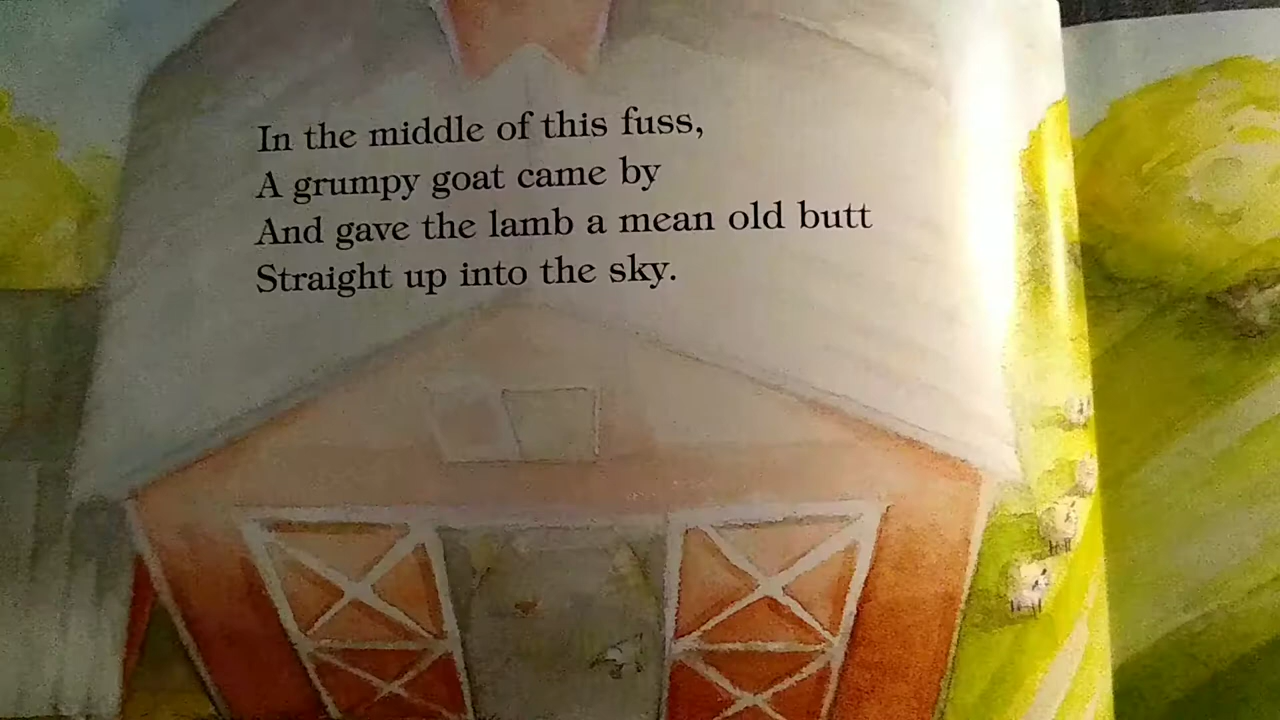 In the middle of this fuss,
A grumpy goat came by
And gave the lamb a mean old butt
Straight up into the sky.